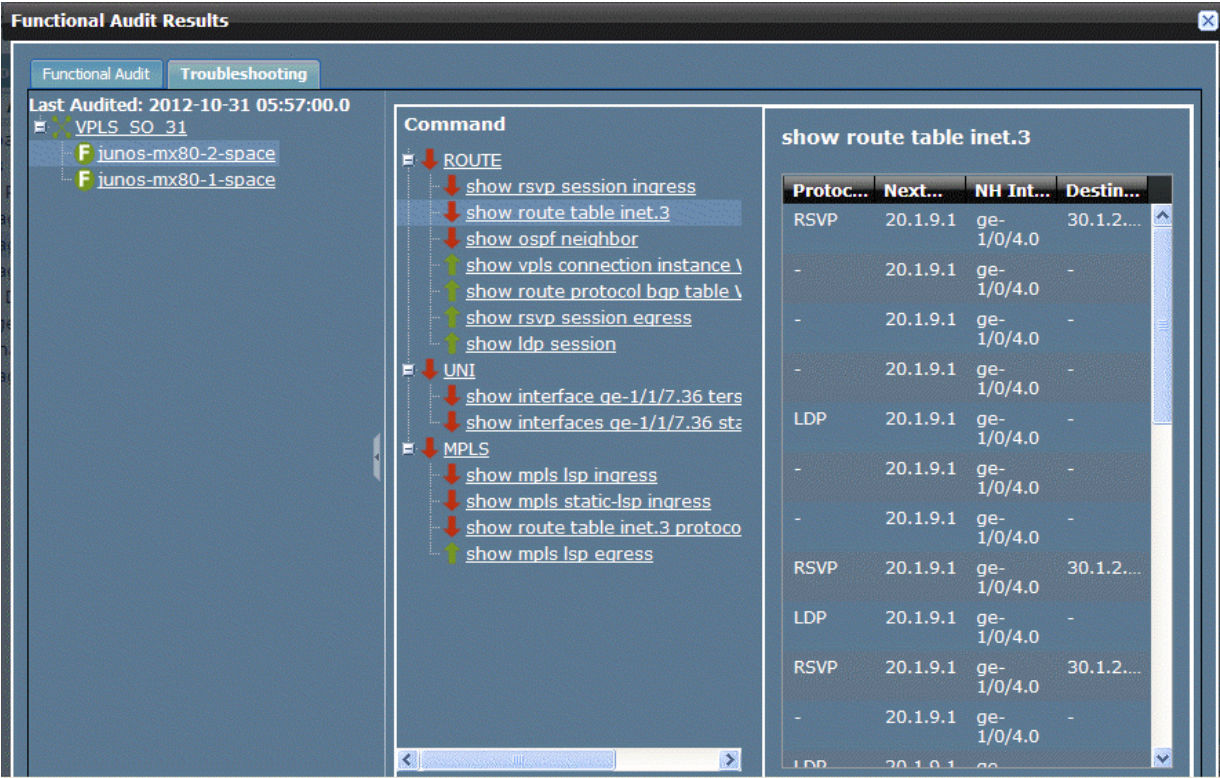 Functional Audit Results
Functional Audit
Troubleshooting
Last Audited: 2012-10-31 05:57:00.0
VPLS_SO_31
F junos-mx80-2-space
F junos-mx80-1-space
Command
ROUTE
show rsvp session ingress
show route table inet.3
show ospf neighbor
show vpls connection instance
show route protocol bgp table
show rsvp session egress
show ldp session
UNI
show interface ge-1/1/7.36 ters
show interfaces ge-1/1/7.36 sta
MPLS
show mpls lsp ingress
show mpls static-lsp ingress
show route table inet.3 protoco
show mpls lsp egress
show route table inet.3
Protoc... Next... NH Int... Destin...
RSVP 20.1.9.1 ge-1/0/4.0 30.1.2....
- 20.1.9.1 ge-1/0/4.0 -
- 20.1.9.1 ge-1/0/4.0 -
- 20.1.9.1 ge-1/0/4.0 -
LDP 20.1.9.1 ge-1/0/4.0 -
- 20.1.9.1 ge-1/0/4.0 -
- 20.1.9.1 ge-1/0/4.0 -
RSVP 20.1.9.1 ge-1/0/4.0 30.1.2....
LDP 20.1.9.1 ge-1/0/4.0 -
RSVP 20.1.9.1 ge-1/0/4.0 30.1.2....
- 20.1.9.1 ge-1/0/4.0 -
LDP 20.1.9.1 ge-